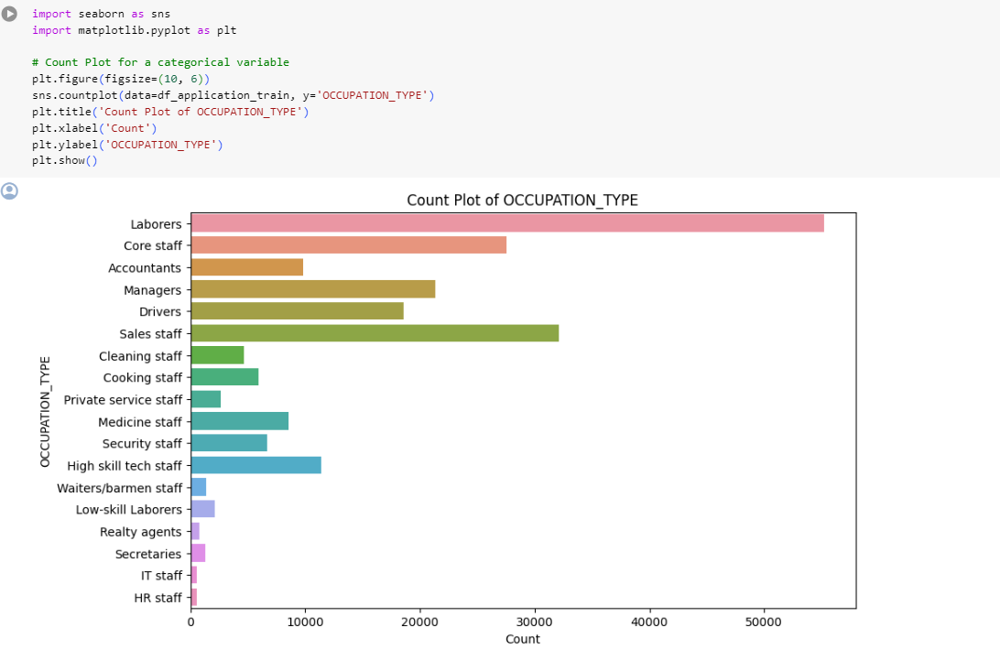 import seaborn as sns
import matplotlib.pyplot as plt
# Count Plot for a categorical variable
plt.figure(figsize=(10, 6))
sns.countplot(data=df_application_train, y='OCCUPATION_TYPE')
plt.title('Count Plot of OCCUPATION_TYPE')
plt.xlabel('Count')
plt.ylabel('OCCUPATION_TYPE')
plt.show()
Count Plot of OCCUPATION_TYPE
OCCUPATION_TYPE
Laborers
Core staff
Accountants
Managers
Drivers
Sales staff
Cleaning staff
Cooking staff
Private service staff
Medicine staff
Security staff
High skill tech staff
Waiters/barmen staff
Low-skill Laborers
Realty agents
Secretaries
IT staff
HR staff
0 10000 20000 30000 40000 50000
Count